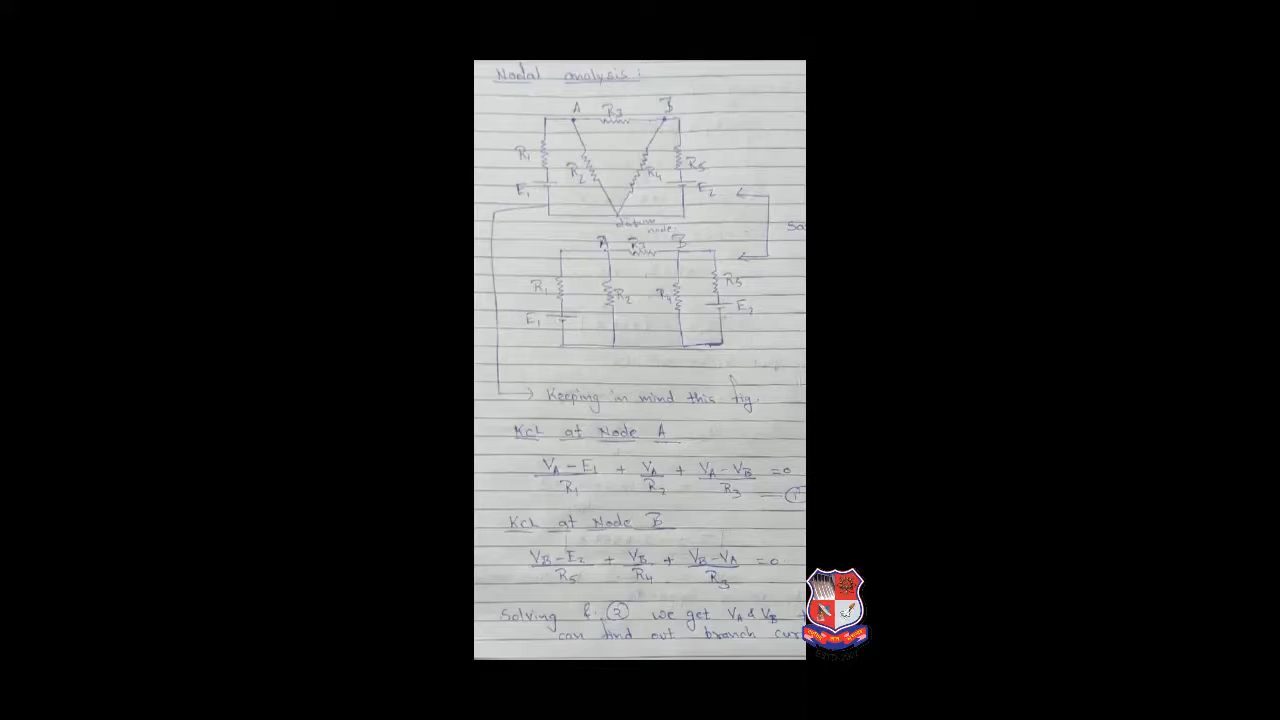 Nodal analysis:
A R3 B
R1 R2 R4 R5
E1 E2
datum
node.
A R3 B
R1 R2 R4 R5
E1 E2
→ Keeping in mind this fig.
KCL at Node A
(VA - E1)/R1 + VA/R2 + (VA - VB)/R3 = 0
KCL at Node B
(VB - E2)/R5 + VB/R4 + (VB - VA)/R3 = 0
Solving & ② we get VA & VB
can find out branch